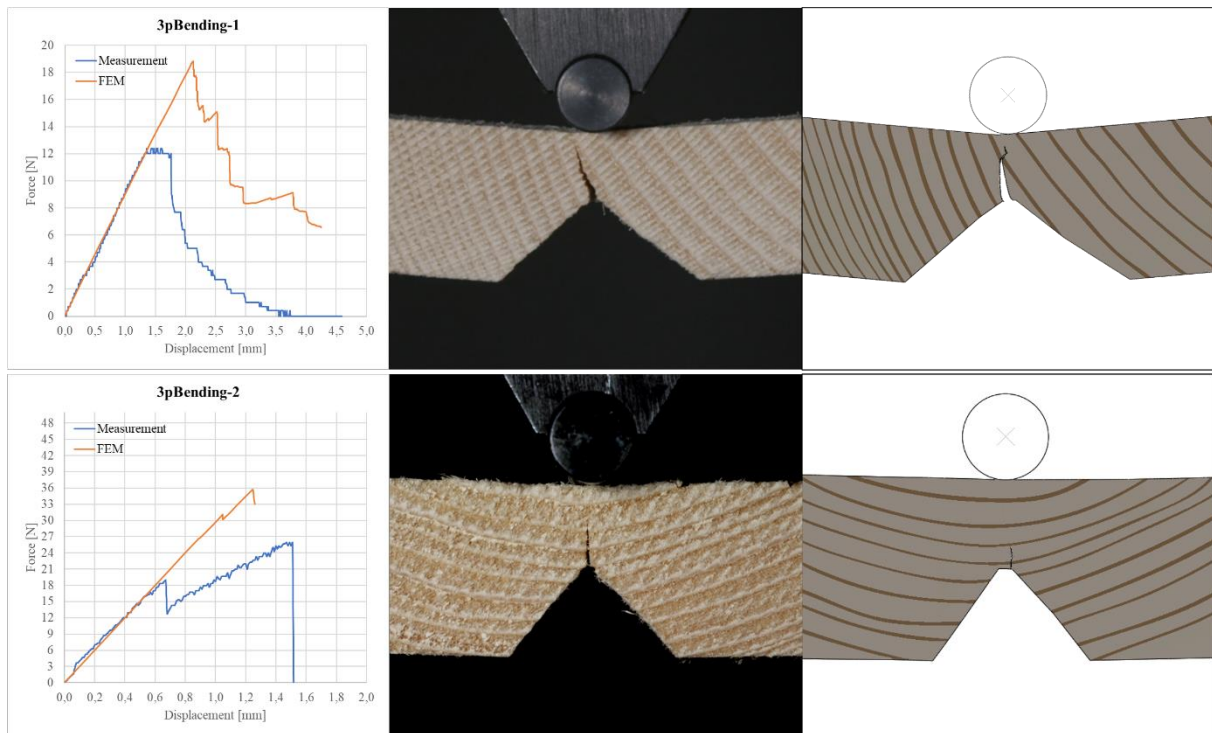 3pBending-1
20
18
16
14
12
10
8
6
4
2
0
Force [N]
Measurement
FEM
0,0 0,5 1,0 1,5 2,0 2,5 3,0 3,5 4,0 4,5 5,0
Displacement [mm]
3pBending-2
48
45
42
39
36
33
30
27
24
21
18
15
12
9
6
3
0
Force [N]
Measurement
FEM
0,0 0,2 0,4 0,6 0,8 1,0 1,2 1,4 1,6 1,8 2,0
Displacement [mm]